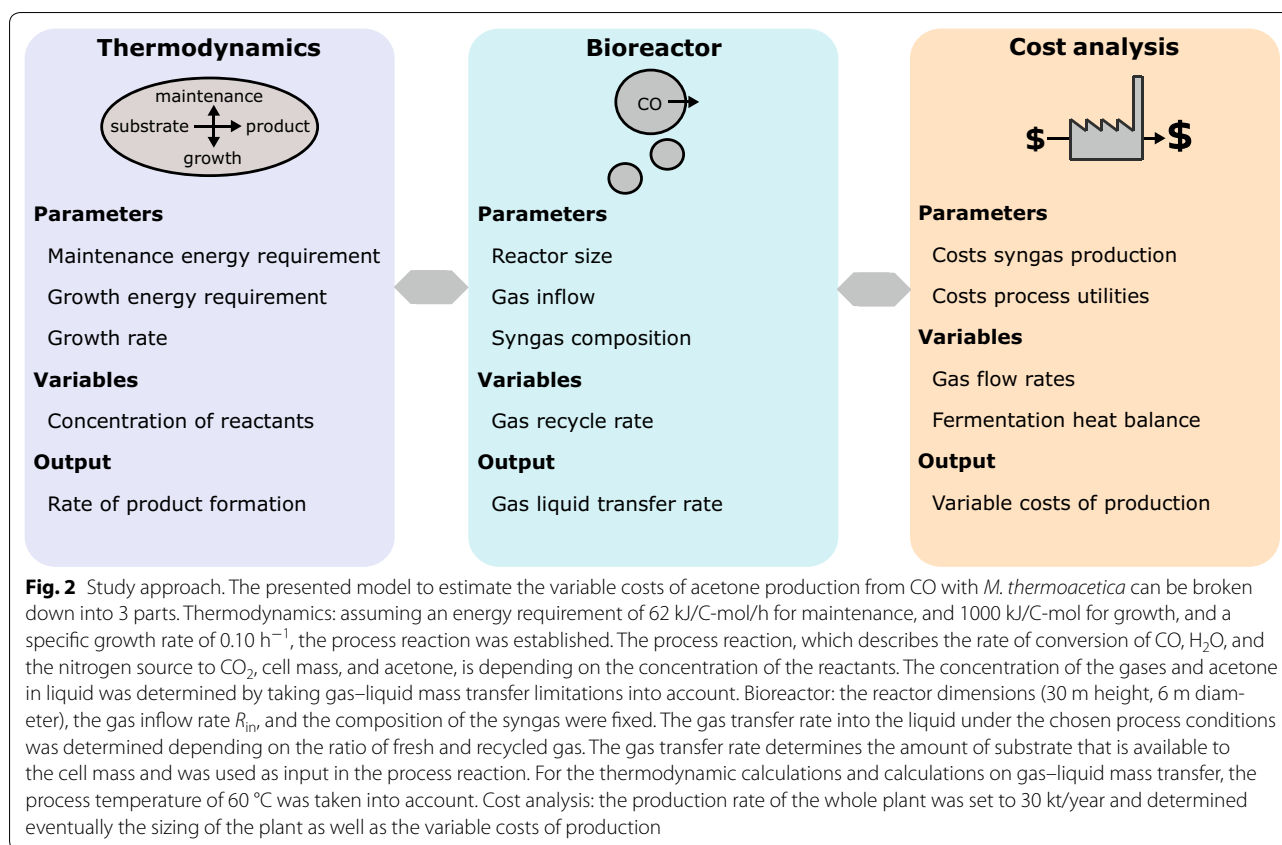 Thermodynamics
maintenance
substrate
product
growth
Parameters
Maintenance energy requirement
Growth energy requirement
Growth rate
Variables
Concentration of reactants
Output
Rate of product formation
Bioreactor
CO
Parameters
Reactor size
Gas inflow
Syngas composition
Variables
Gas recycle rate
Output
Gas liquid transfer rate
Cost analysis
$ $
Parameters
Costs syngas production
Costs process utilities
Variables
Gas flow rates
Fermentation heat balance
Output
Variable costs of production
Fig. 2 Study approach. The presented model to estimate the variable costs of acetone production from CO with M. thermoacetica can be broken
down into 3 parts. Thermodynamics: assuming an energy requirement of 62 kJ/C-mol/h for maintenance, and 1000 kJ/C-mol for growth, and a
specific growth rate of 0.10 h⁻¹, the process reaction was established. The process reaction, which describes the rate of conversion of CO, H₂O, and
the nitrogen source to CO₂, cell mass, and acetone, is depending on the concentration of the reactants. The concentration of the gases and acetone
in liquid was determined by taking gas–liquid mass transfer limitations into account. Bioreactor: the reactor dimensions (30 m height, 6 m diam-
eter), the gas inflow rate Rᵢₙ, and the composition of the syngas were fixed. The gas transfer rate into the liquid under the chosen process conditions
was determined depending on the ratio of fresh and recycled gas. The gas transfer rate determines the amount of substrate that is available to
the cell mass and was used as input in the process reaction. For the thermodynamic calculations and calculations on gas–liquid mass transfer, the
process temperature of 60 °C was taken into account. Cost analysis: the production rate of the whole plant was set to 30 kt/year and determined
eventually the sizing of the plant as well as the variable costs of production